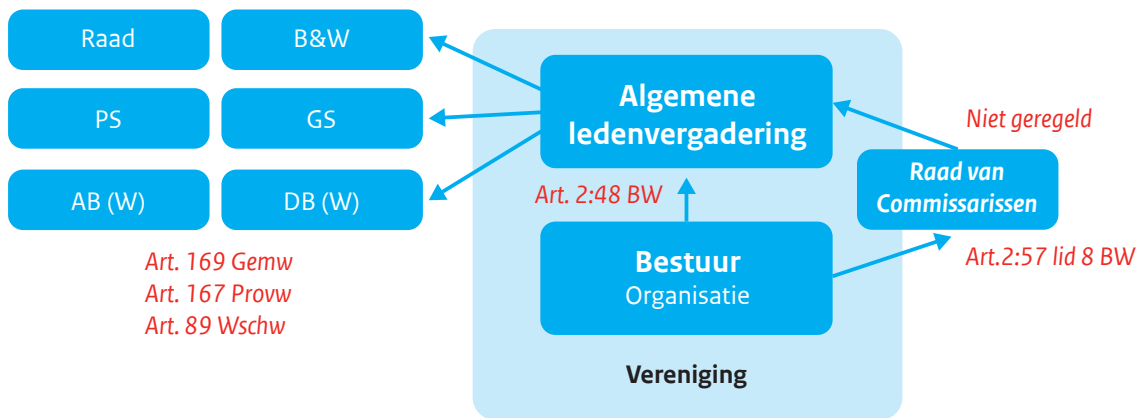 Raad
B&W
PS
GS
AB (W)
DB (W)
Art. 169 Gemw
Art. 167 Provw
Art. 89 Wschw
Algemene
ledenvergadering
Art. 2:48 BW
Bestuur
Organisatie
Vereniging
Niet geregeld
Raad van
Commissarissen
Art.2:57 lid 8 BW